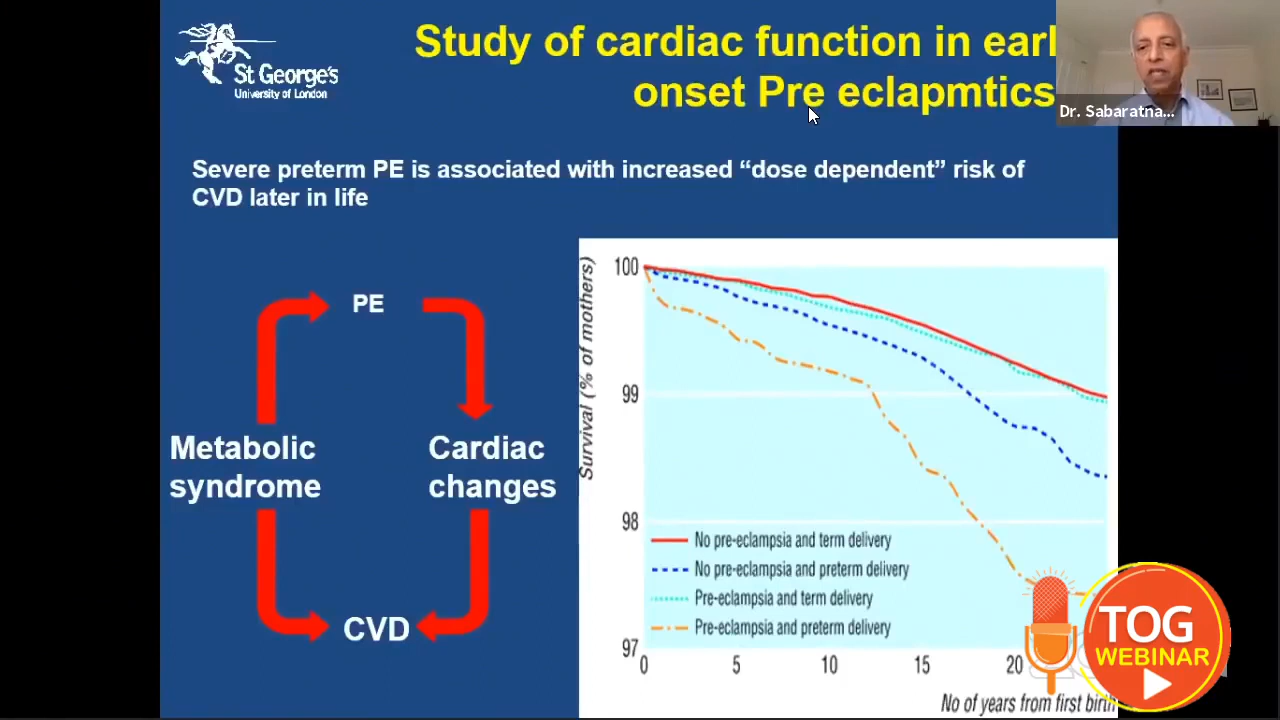 St George's
University of London
Study of cardiac function in earl
onset Pre eclapmtics
Dr. Sabaratna...
Severe preterm PE is associated with increased “dose dependent” risk of
CVD later in life
PE
Metabolic
syndrome
Cardiac
changes
CVD
Survival (% of mothers)
100
99
98
97
No pre-eclampsia and term delivery
No pre-eclampsia and preterm delivery
Pre-eclampsia and term delivery
Pre-eclampsia and preterm delivery
0 5 10 15 20
No of years from first birth
TOG
WEBINAR